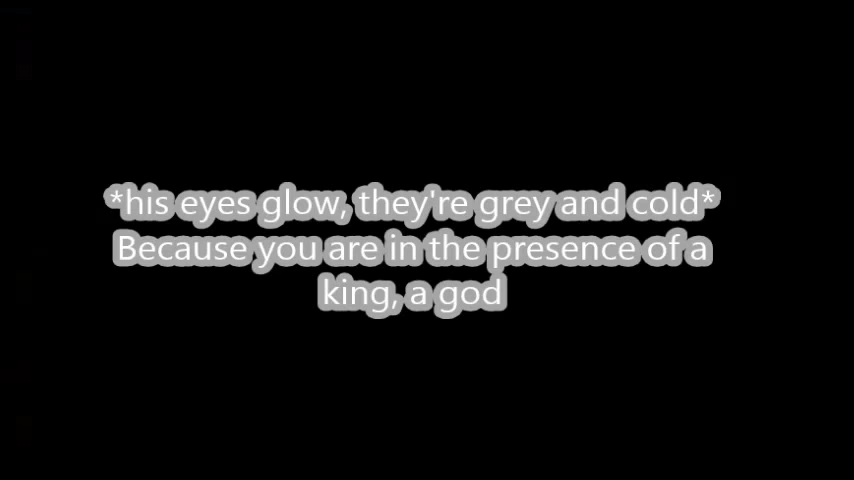 *his eyes glow, they're grey and cold*
Because you are in the presence of a
king, a god